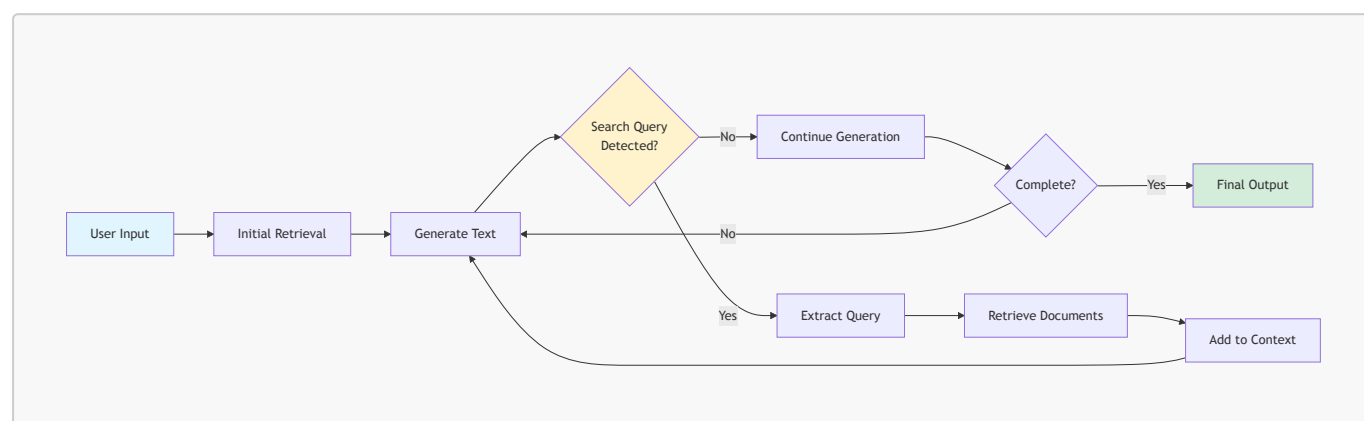 User Input
Initial Retrieval
Generate Text
Search Query
Detected?
No
Continue Generation
Complete?
Yes
Final Output
No
Yes
Extract Query
Retrieve Documents
Add to Context